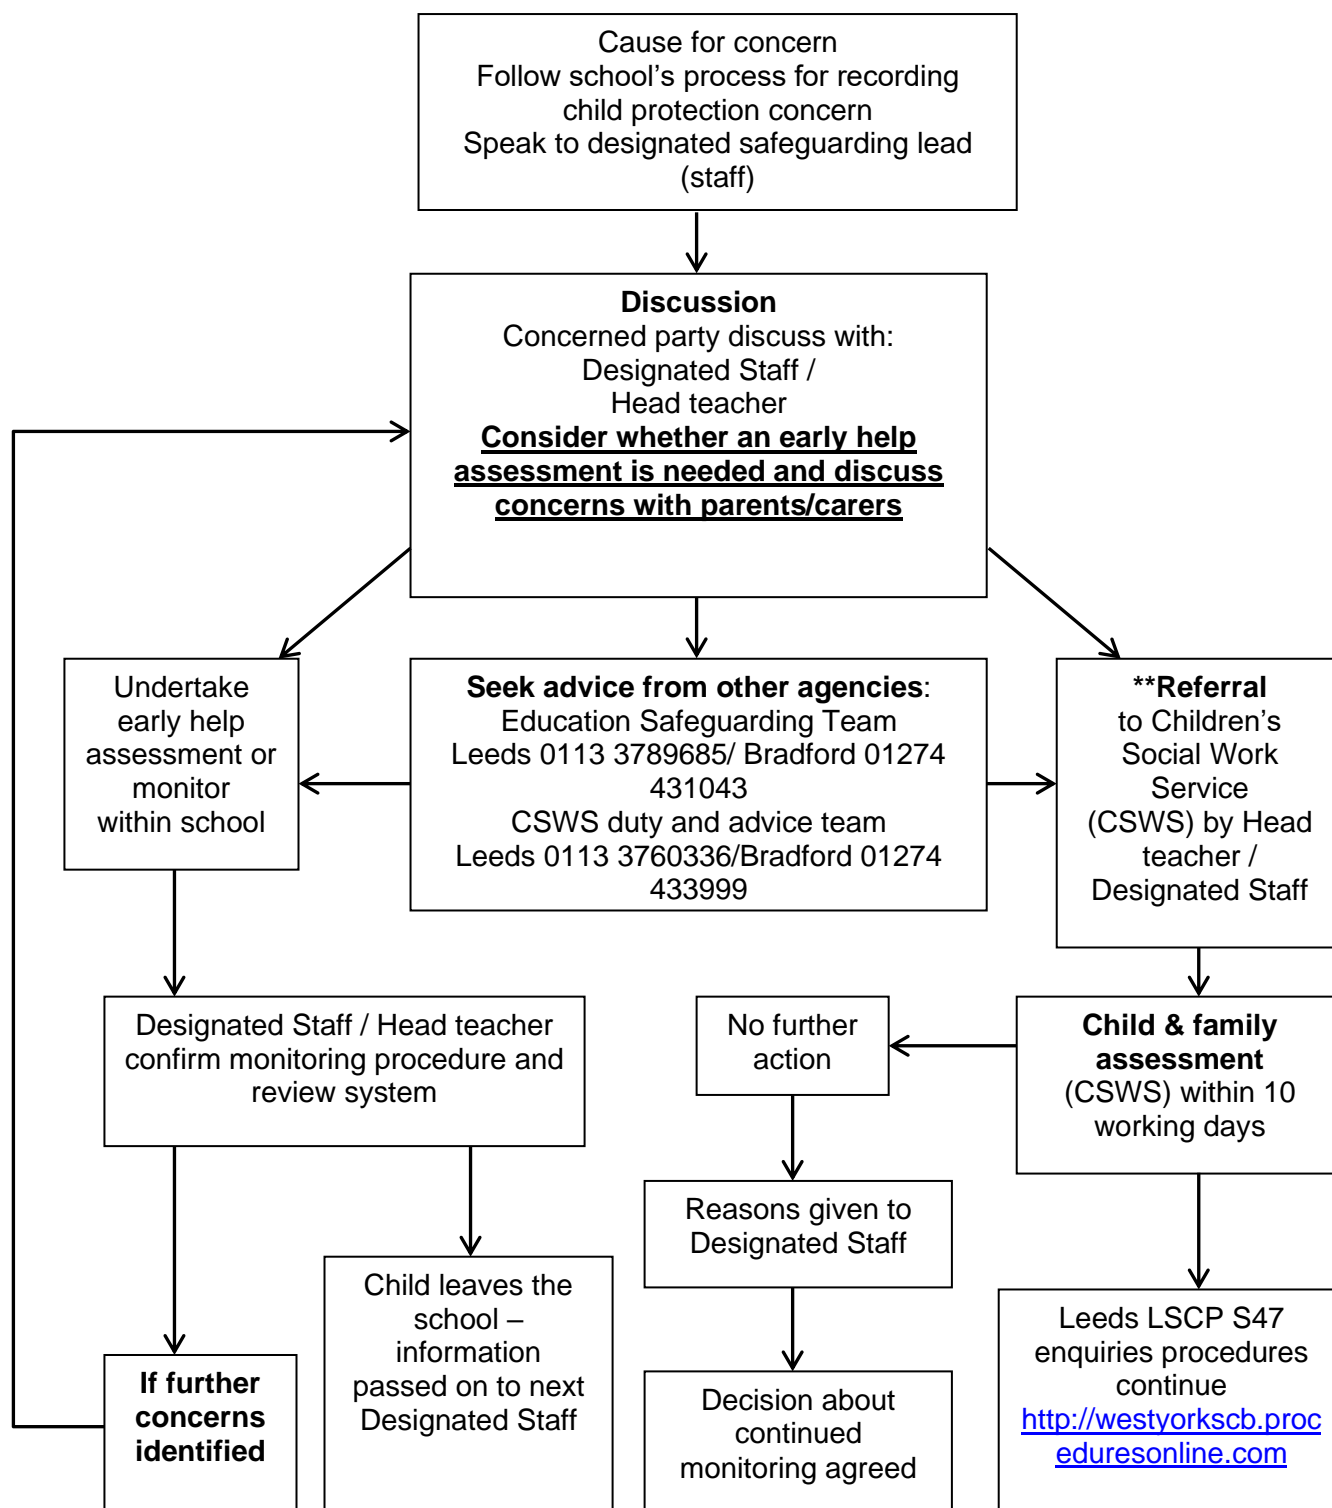 Cause for concern
Follow school’s process for recording
child protection concern
Speak to designated safeguarding lead
(staff)
Discussion
Concerned party discuss with:
Designated Staff /
Head teacher
Consider whether an early help
assessment is needed and discuss
concerns with parents/carers
Undertake
early help
assessment or
monitor
within school
Seek advice from other agencies:
Education Safeguarding Team
Leeds 0113 3789685/ Bradford 01274
431043
CSWS duty and advice team
Leeds 0113 3760336/Bradford 01274
433999
**Referral
to Children’s
Social Work
Service
(CSWS) by Head
teacher /
Designated Staff
Designated Staff / Head teacher
confirm monitoring procedure and
review system
No further
action
Child & family
assessment
(CSWS) within 10
working days
Reasons given to
Designated Staff
If further
concerns
identified
Child leaves the
school –
information
passed on to next
Designated Staff
Decision about
continued
monitoring agreed
Leeds LSCP S47
enquiries procedures
continue
http://westyorkscb.proc
eduresonline.com